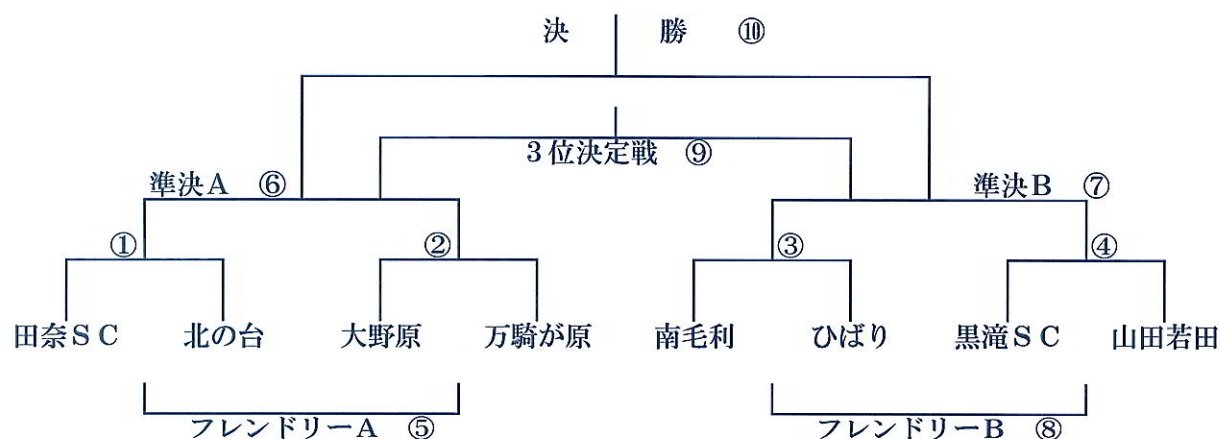 決 勝 ⑩
3位決定戦 ⑨
準決A ⑥ 準決B ⑦
① ② ③ ④
田奈SC 北の台 大野原 万騎が原 南毛利 ひばり 黒滝SC 山田若田
フレンドリーA ⑤ フレンドリーB ⑧